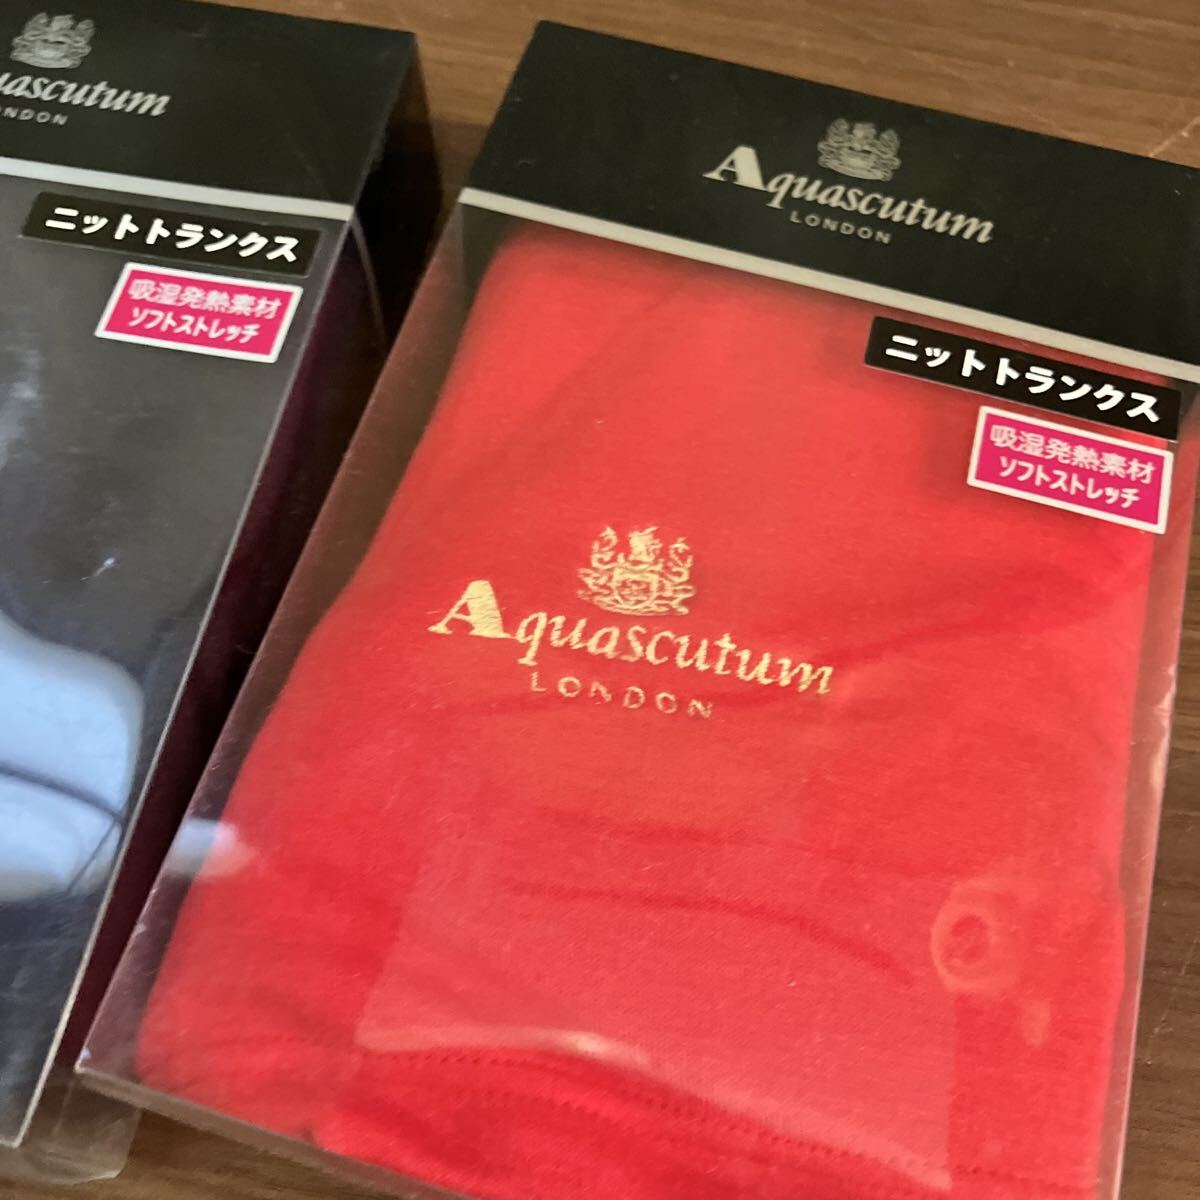 uascutum
LONDON
ニットトランクス
吸湿発熱素材
ソフトストレッチ
Aquascutum
LONDON
ニットトランクス
吸湿発熱素材
ソフトストレッチ
Aquascutum
LONDON